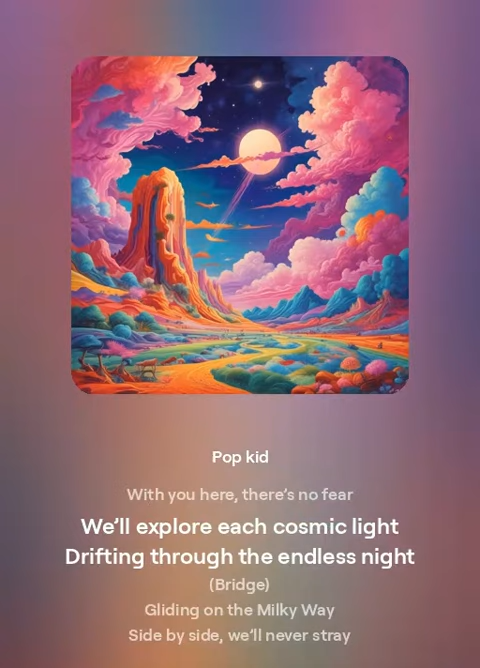 Pop kid
With you here, there's no fear
We'll explore each cosmic light
Drifting through the endless night
(Bridge)
Gliding on the Milky Way
Side by side, we'll never stray